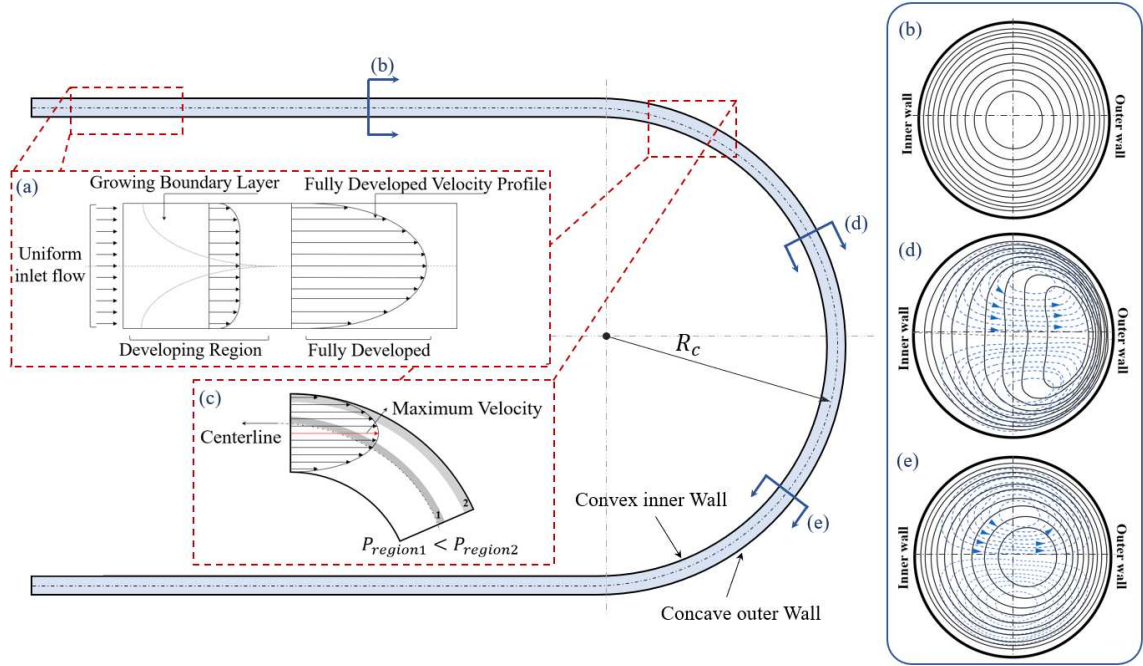 (b)
(a)
Growing Boundary Layer
Fully Developed Velocity Profile
Uniform
inlet flow
Developing Region
Fully Developed
(c)
Maximum Velocity
Centerline
1
2
P_region1 < P_region2
R_c
(d)
(e)
Convex inner Wall
Concave outer Wall
(b)
Inner wall
Outer wall
(d)
Inner wall
Outer wall
(e)
Inner wall
Outer wall